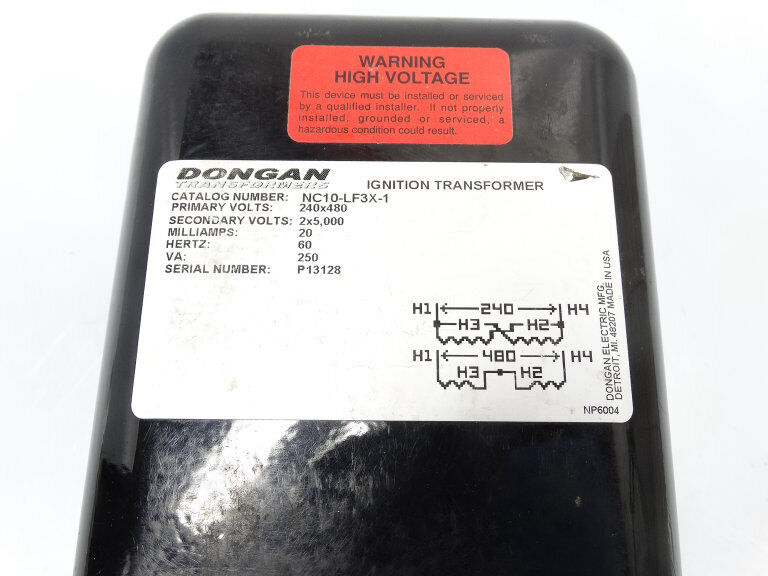 WARNING
HIGH VOLTAGE
This device must be installed or serviced
by a qualified installer. If not properly
installed, grounded or serviced, a
hazardous condition could result.
DONGAN
TRANSFORMERS
IGNITION TRANSFORMER
CATALOG NUMBER: NC10-LF3X-1
PRIMARY VOLTS: 240x480
SECONDARY VOLTS: 2x5,000
MILLIAMPS: 20
HERTZ: 60
VA: 250
SERIAL NUMBER: P13128
H1 240 H4
H3 H2
H1 480 H4
H3 H2
DONGAN ELECTRIC MFG.
DETROIT, MI. 48207 MADE IN USA
NP6004